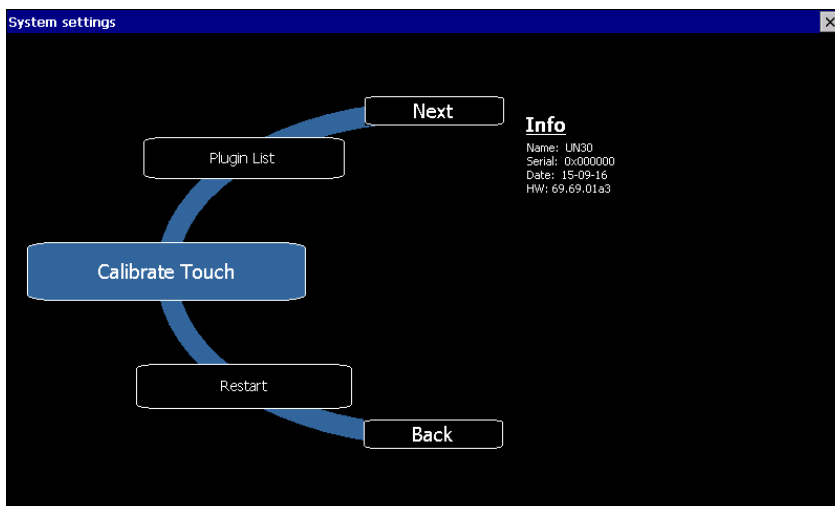 System settings
Next
Plugin List
Calibrate Touch
Restart
Back
Info
Name: UN30
Serial: 0x000000
Date: 15-09-16
HW: 69.69.01a3